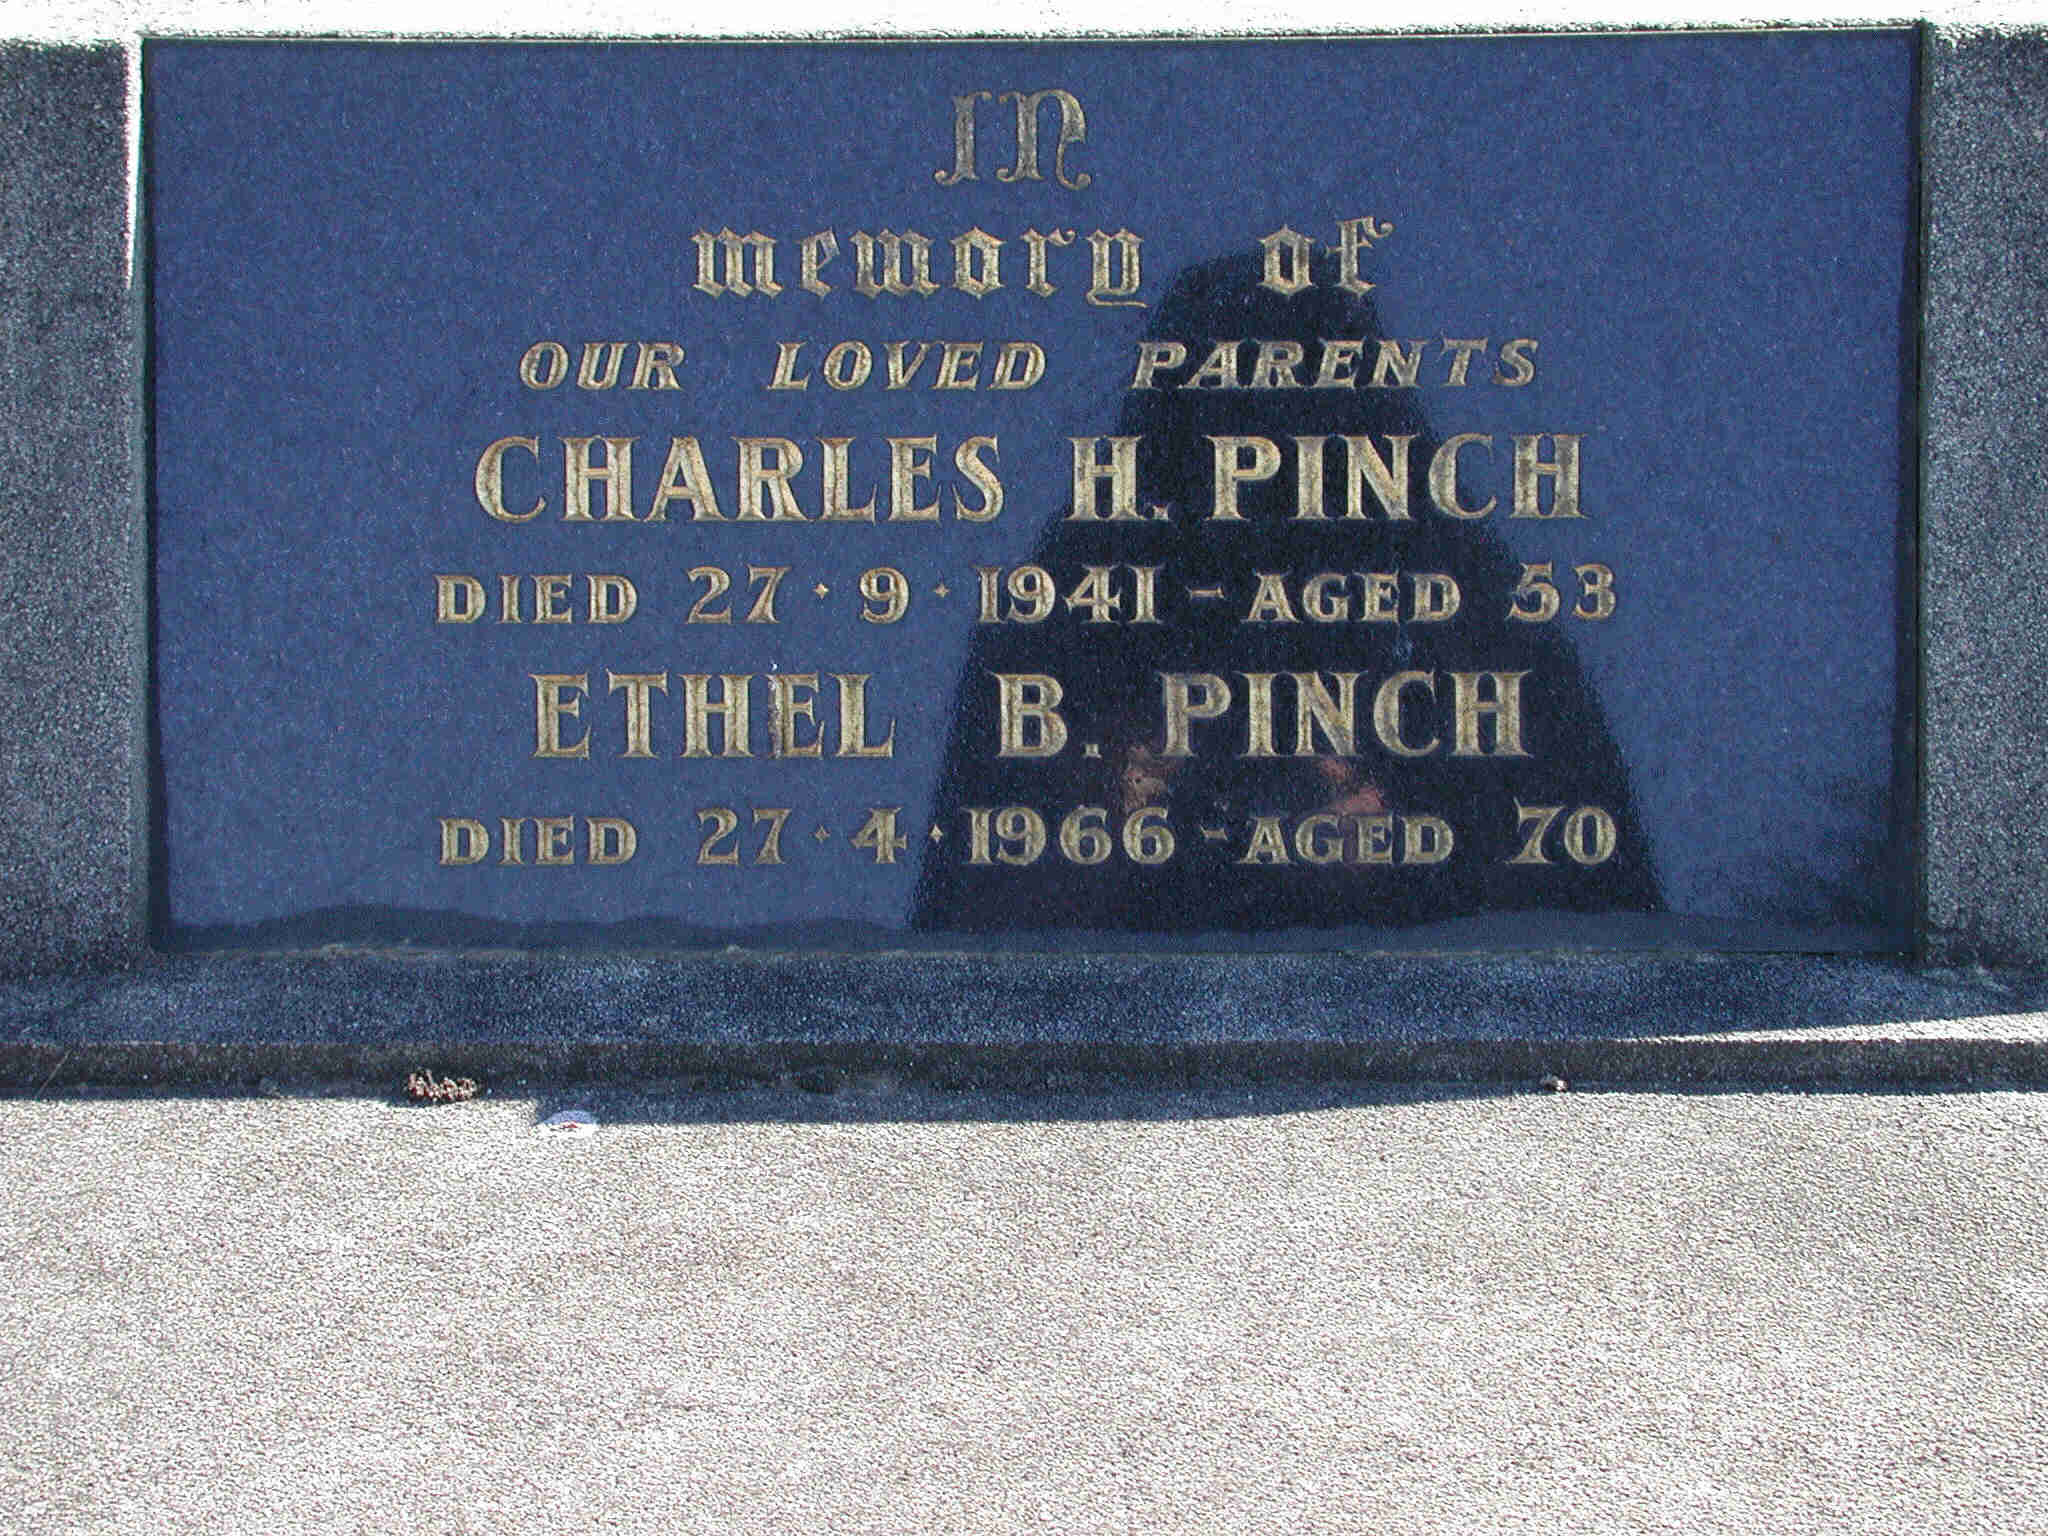 In
memory of
OUR LOVED PARENTS
CHARLES H. PINCH
DIED 27·9·1941 - AGED 53
ETHEL B. PINCH
DIED 27·4·1966 - AGED 70